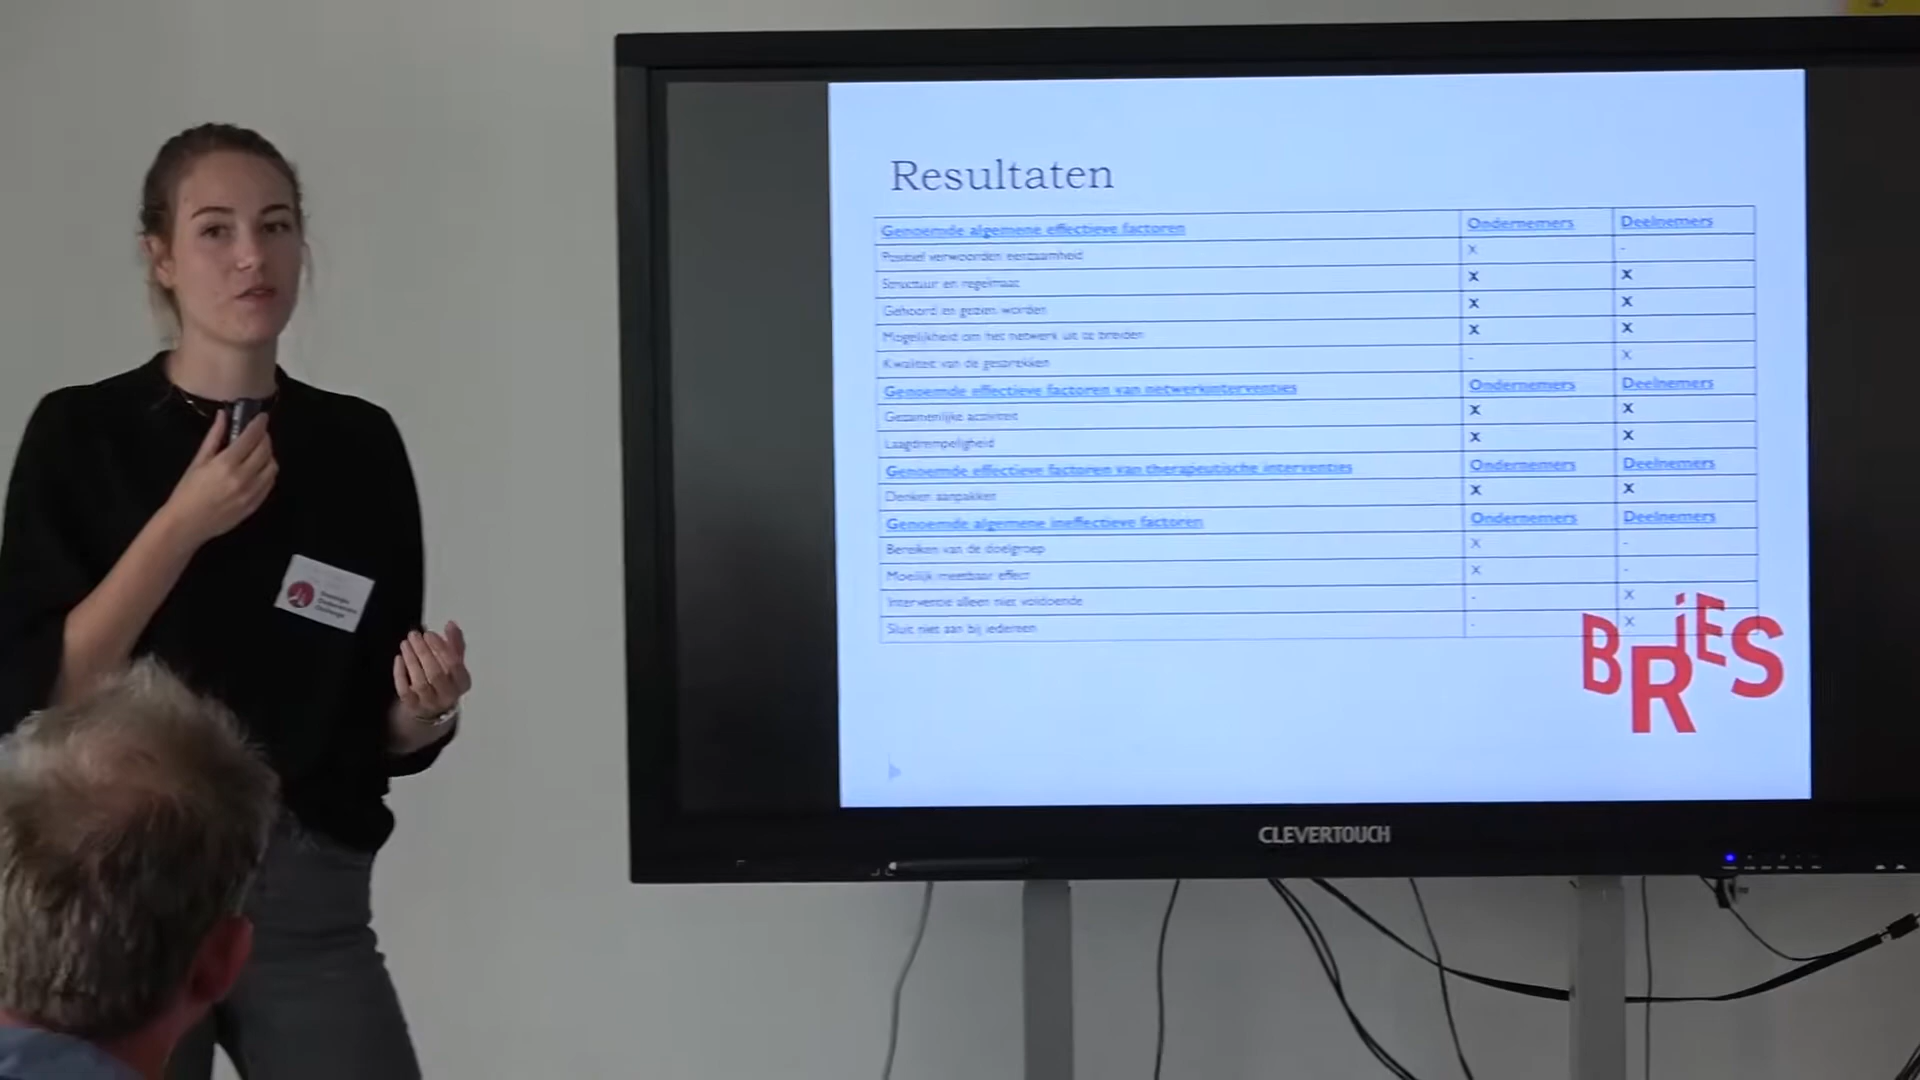 Resultaten
Genoemde algemene effectieve factoren Ondernemers Deelnemers
Positief verwoorden eenzaamheid x -
Structuur en regelmaat x x
Gehoord en gezien worden x x
Mogelijkheid om het netwerk uit te breiden x x
Kwaliteit van de gesprekken - x
Genoemde effectieve factoren van netwerkinterventies Ondernemers Deelnemers
Gezamenlijke activiteit x x
Laagdrempeligheid x x
Genoemde effectieve factoren van therapeutische interventies Ondernemers Deelnemers
Denken aanpakken x x
Genoemde algemene ineffectieve factoren Ondernemers Deelnemers
Bereiken van de doelgroep x -
Moeilijk meetbaar effect x -
Interventie alleen niet voldoende - x
Sluit niet aan bij iedereen - x
BRiES
CLEVERTOUCH